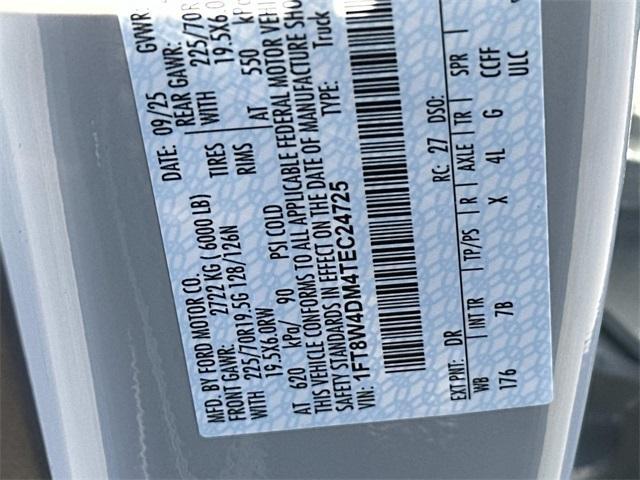 MFD. BY FORD MOTOR CO. DATE: 09/25 GVWR:
FRONT GAWR: 2722 KG ( 6000 LB) REAR GAWR:
WITH 225/70R19.5G 128/126N TIRES WITH 225/70R
19.5X6.0RW RIMS 19.5X6.0
AT 620 kPa/ 90 PSI COLD AT 550 kPa
THIS VEHICLE CONFORMS TO ALL APPLICABLE FEDERAL MOTOR VEHI
SAFETY STANDARDS IN EFFECT ON THE DATE OF MANUFACTURE SHO
VIN: 1FT8W4DM4TEC24725 TYPE: Truck
EXT PNT: DR RC: 27 DSO:
WB INT TR TP/PS R AXLE TR SPR
176 7B X 4L G CCFF
ULC